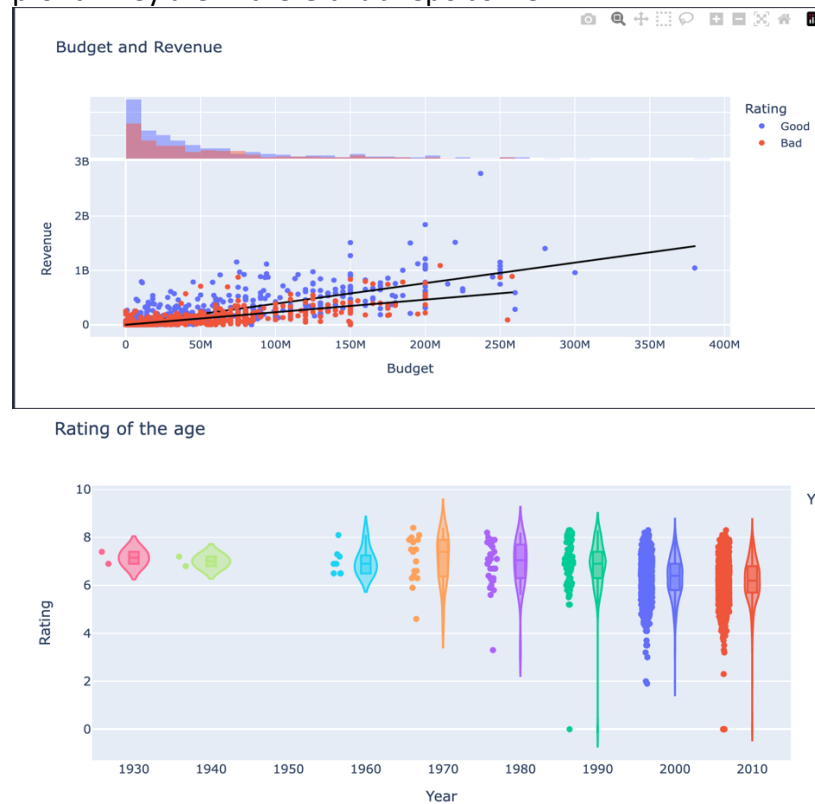 Budget and Revenue
Rating
Good
Bad
3B
2B
1B
0
Revenue
0
50M
100M
150M
200M
250M
300M
350M
400M
Budget
Rating of the age
Y
10
8
6
4
2
0
Rating
1930
1940
1950
1960
1970
1980
1990
2000
2010
Year